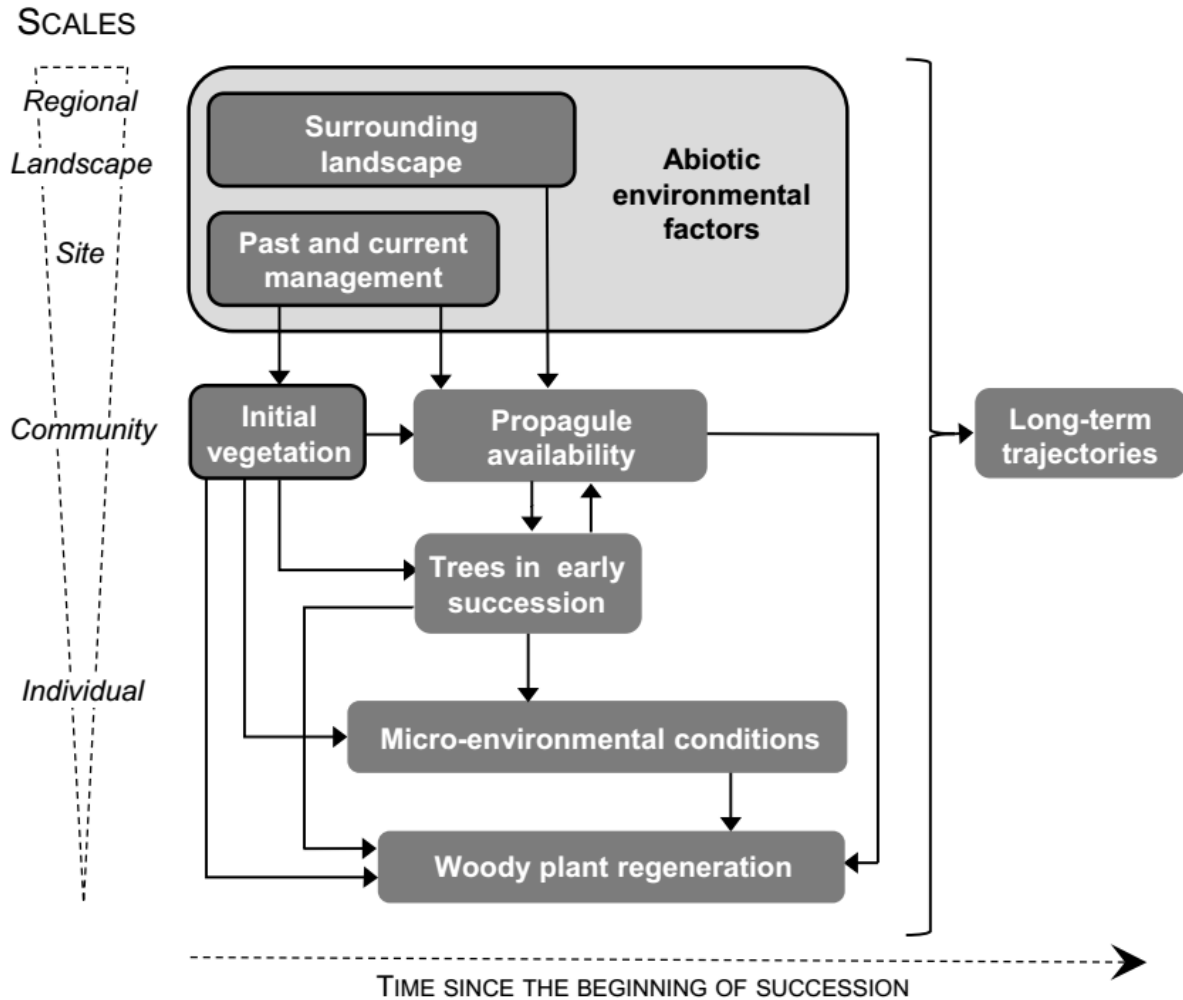 SCALES
Regional
Landscape
Site
Community
Individual
Surrounding
landscape
Abiotic
environmental
factors
Past and current
management
Initial
vegetation
Propagule
availability
Long-term
trajectories
Trees in early
succession
Micro-environmental conditions
Woody plant regeneration
TIME SINCE THE BEGINNING OF SUCCESSION